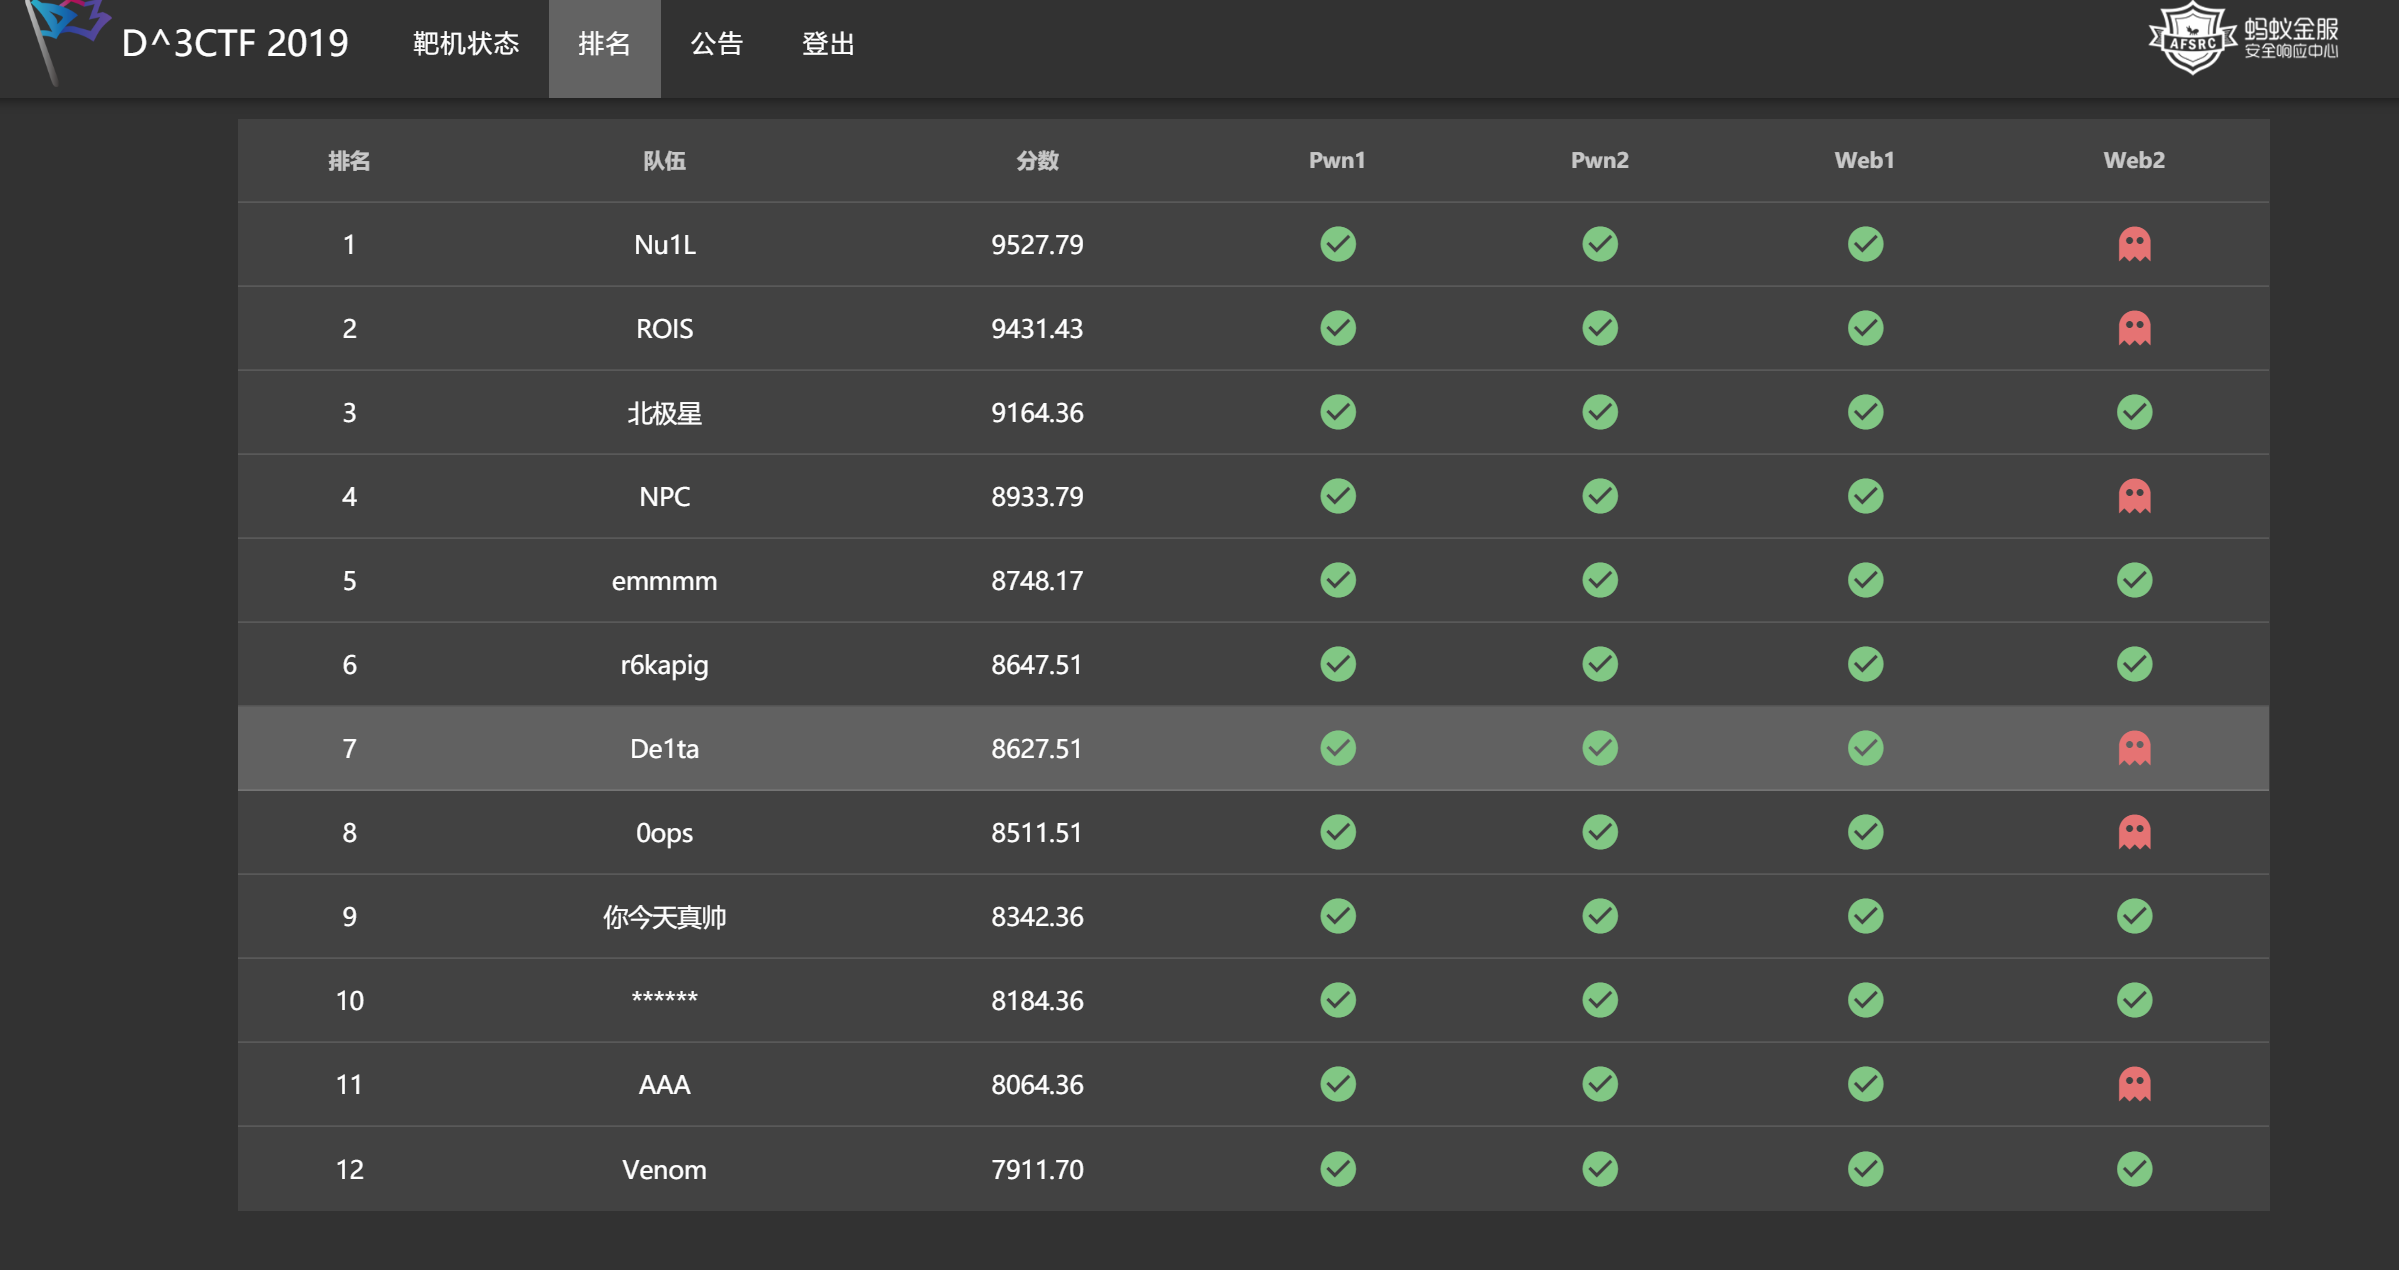 D^3CTF 2019 靶机状态 排名 公告 登出 AFSRC 蚂蚁金服
安全响应中心
排名 队伍 分数 Pwn1 Pwn2 Web1 Web2
1 Nu1L 9527.79
2 ROIS 9431.43
3 北极星 9164.36
4 NPC 8933.79
5 emmmm 8748.17
6 r6kapig 8647.51
7 De1ta 8627.51
8 0ops 8511.51
9 你今天真帅 8342.36
10 ****** 8184.36
11 AAA 8064.36
12 Venom 7911.70